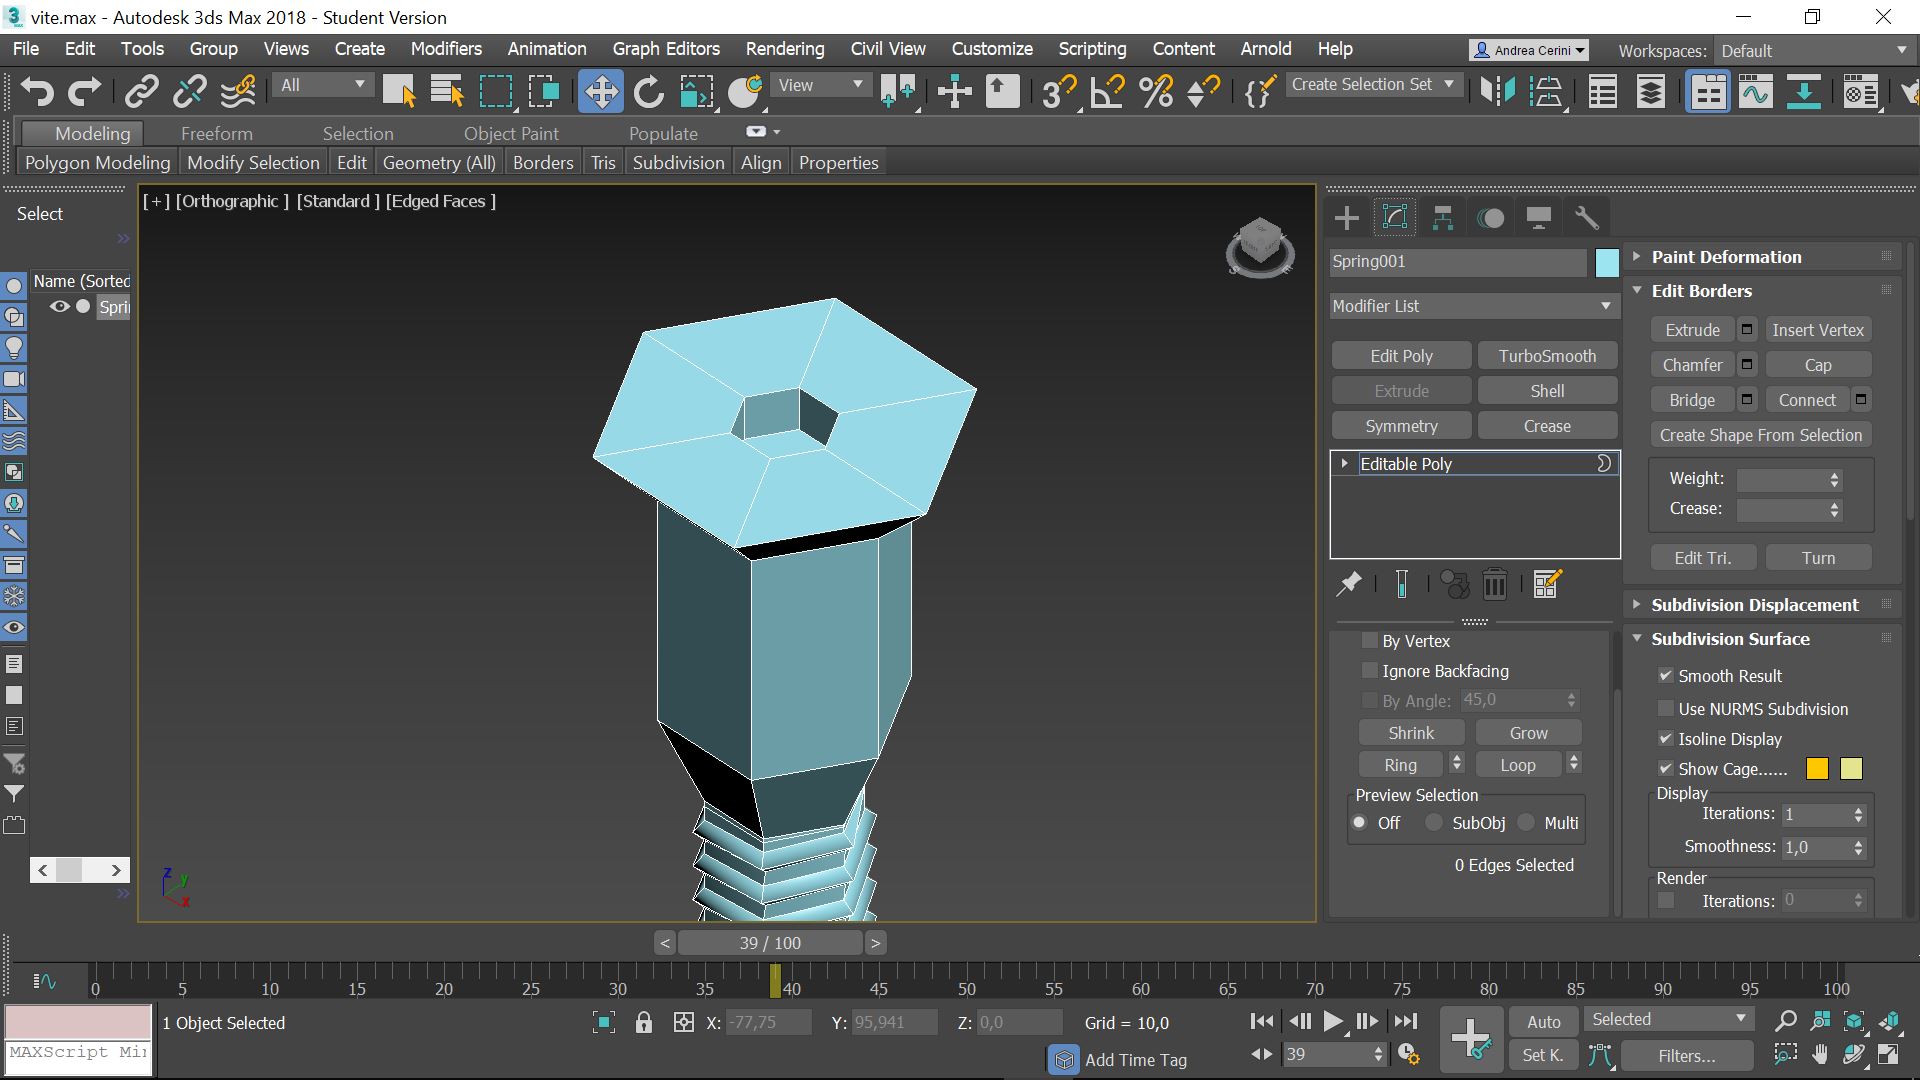 vite.max - Autodesk 3ds Max 2018 - Student Version
File Edit Tools Group Views Create Modifiers Animation Graph Editors Rendering Civil View Customize Scripting Content Arnold Help
Andrea Cerini
Workspaces: Default
All
View
Create Selection Set
Modeling Freeform Selection Object Paint Populate
Polygon Modeling Modify Selection Edit Geometry (All) Borders Tris Subdivision Align Properties
Select
Name (Sorted
Sprin
[+] [Orthographic ] [Standard ] [Edged Faces ]
Spring001
Modifier List
Edit Poly TurboSmooth
Extrude Shell
Symmetry Crease
Editable Poly
By Vertex
Ignore Backfacing
By Angle: 45,0
Shrink Grow
Ring Loop
Preview Selection
Off SubObj Multi
0 Edges Selected
Paint Deformation
Edit Borders
Extrude Insert Vertex
Chamfer Cap
Bridge Connect
Create Shape From Selection
Weight:
Crease:
Edit Tri. Turn
Subdivision Displacement
Subdivision Surface
Smooth Result
Use NURMS Subdivision
Isoline Display
Show Cage......
Display
Iterations: 1
Smoothness: 1,0
Render
Iterations: 0
z
y
x
< 39 / 100 >
0 5 10 15 20 25 30 35 40 45 50 55 60 65 70 75 80 85 90 95 100
1 Object Selected
X: -77,75 Y: 95,941 Z: 0,0 Grid = 10,0
Auto Selected
MAXScript Mi
Add Time Tag
39
Set K. Filters...